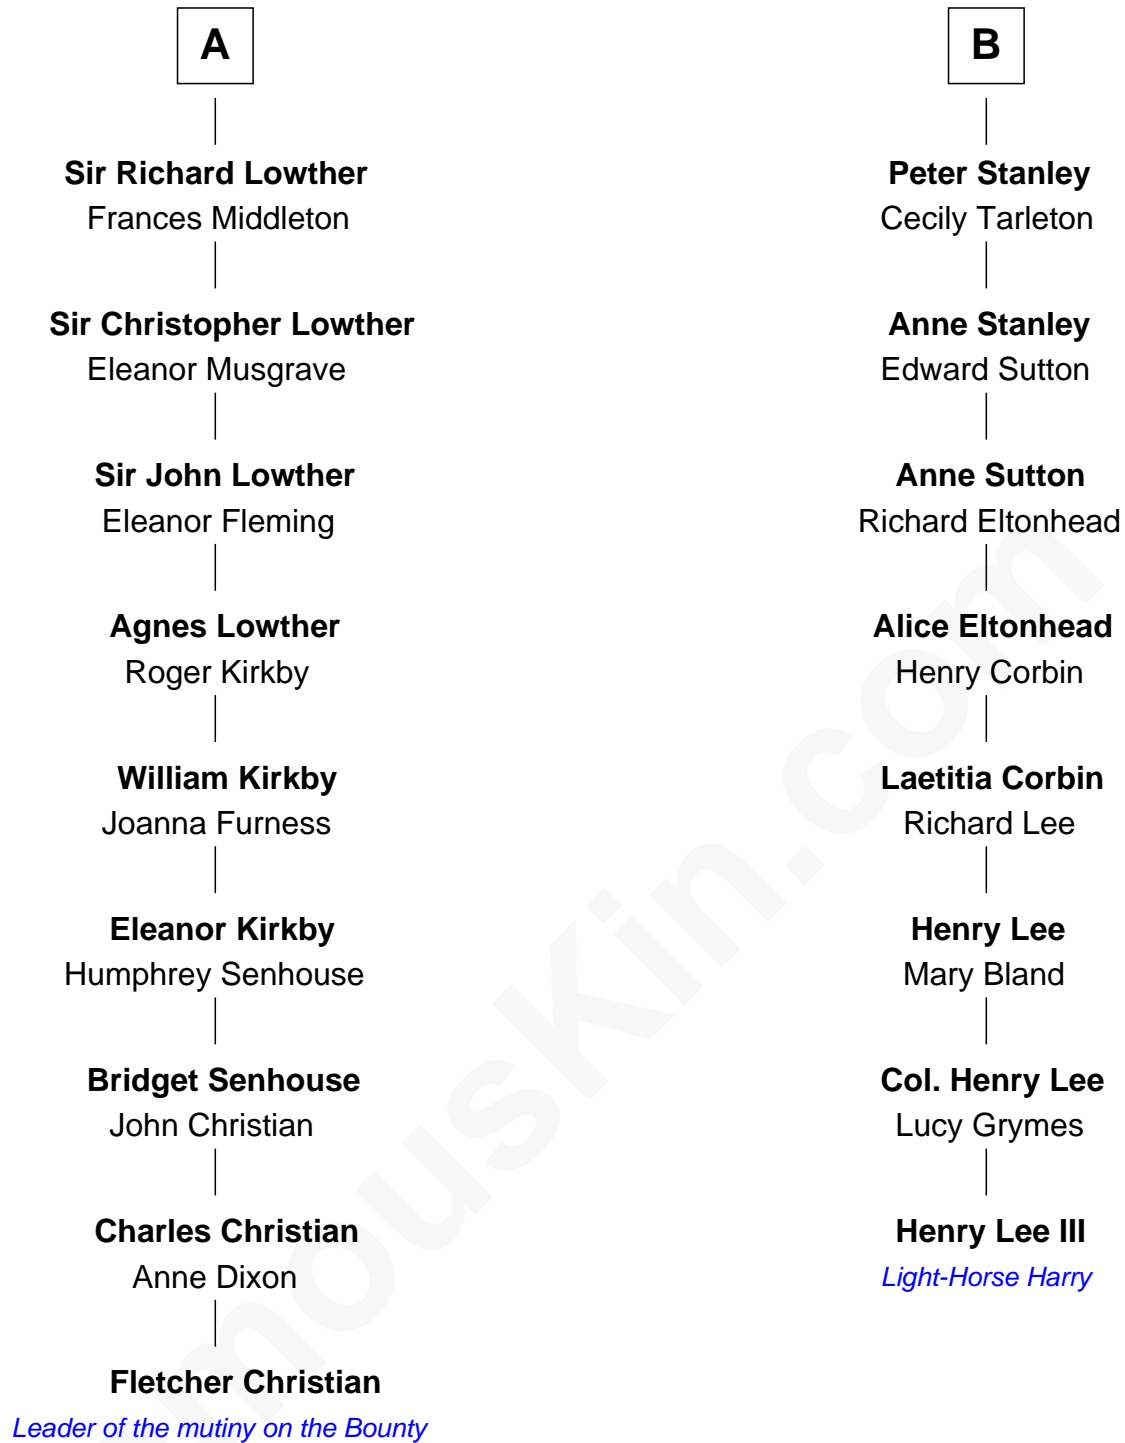 A
Sir Richard Lowther
Frances Middleton
Sir Christopher Lowther
Eleanor Musgrave
Sir John Lowther
Eleanor Fleming
Agnes Lowther
Roger Kirkby
William Kirkby
Joanna Furness
Eleanor Kirkby
Humphrey Senhouse
Bridget Senhouse
John Christian
Charles Christian
Anne Dixon
Fletcher Christian
Leader of the mutiny on the Bounty
B
Peter Stanley
Cecily Tarleton
Anne Stanley
Edward Sutton
Anne Sutton
Richard Eltonhead
Alice Eltonhead
Henry Corbin
Laetitia Corbin
Richard Lee
Henry Lee
Mary Bland
Col. Henry Lee
Lucy Grymes
Henry Lee III
Light-Horse Harry
mousKin.com